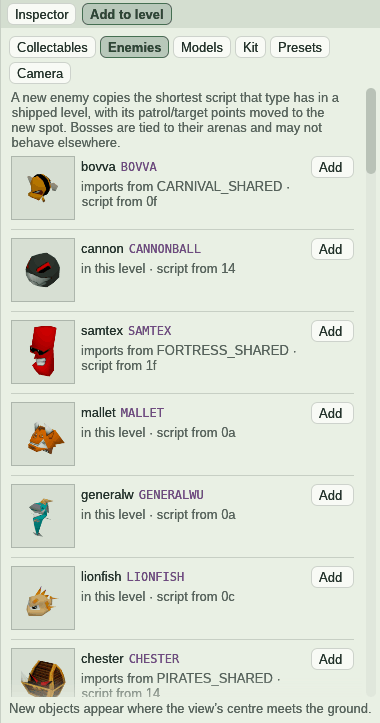 Inspector Add to level
Collectables Enemies Models Kit Presets
Camera
A new enemy copies the shortest script that type has in a
shipped level, with its patrol/target points moved to the
new spot. Bosses are tied to their arenas and may not
behave elsewhere.
bovva BOVVA Add
imports from CARNIVAL_SHARED ·
script from 0f
cannon CANNONBALL Add
in this level · script from 14
samtex SAMTEX Add
imports from FORTRESS_SHARED ·
script from 1f
mallet MALLET Add
in this level · script from 0a
generalw GENERALWU Add
in this level · script from 0a
lionfish LIONFISH Add
in this level · script from 0c
chester CHESTER Add
imports from PIRATES_SHARED ·
script from 14
New objects appear where the view's centre meets the ground.